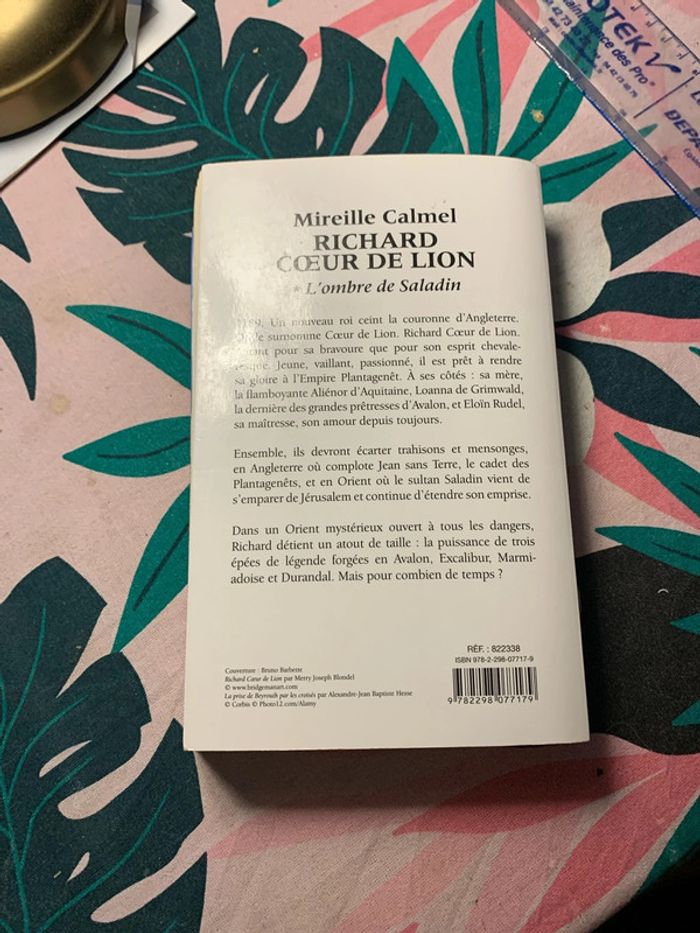 OTEK
Maintenance des Pro"
DEPA
Mireille Calmel
RICHARD
CŒUR DE LION
* L'ombre de Saladin
1189. Un nouveau roi ceint la couronne d'Angleterre.
surnomme Cœur de Lion. Richard Cœur de Lion.
pour sa bravoure que pour son esprit chevale-
resque. Jeune, vaillant, passionné, il est prêt à rendre
sa gloire à l'Empire Plantagenêt. À ses côtés : sa mère,
la flamboyante Aliénor d'Aquitaine, Loanna de Grimwald,
la dernière des grandes prêtresses d'Avalon, et Eloïn Rudel,
sa maîtresse, son amour depuis toujours.
Ensemble, ils devront écarter trahisons et mensonges,
en Angleterre où complote Jean sans Terre, le cadet des
Plantagenêts, et en Orient où le sultan Saladin vient de
s'emparer de Jérusalem et continue d'étendre son emprise.
Dans un Orient mystérieux ouvert à tous les dangers,
Richard détient un atout de taille : la puissance de trois
épées de légende forgées en Avalon, Excalibur, Marmi-
adoise et Durandal. Mais pour combien de temps ?
RÉF. : 822338
ISBN 978-2-298-07717-9
9 782298 077179
Couverture : Bruno Barbette
Richard Cœur de Lion par Merry Joseph Blondel
© www.bridgemanart.com
La prise de Beyrouth par les croisés par Alexandre-Jean Baptiste Hesse
© Corbis © Photo12.com/Alamy